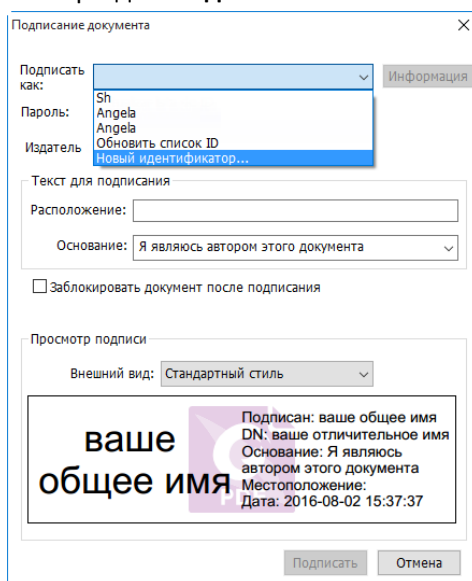 Подписание документа
Подписать как:
Информация
Sh
Angela
Angela
Обновить список ID
Новый идентификатор...
Пароль:
Издатель
Текст для подписания
Расположение:
Основание: Я являюсь автором этого документа
Заблокировать документ после подписания
Просмотр подписи
Внешний вид: Стандартный стиль
ваше
общее имя
Подписан: ваше общее имя
DN: ваше отличительное имя
Основание: Я являюсь
автором этого документа
Местоположение:
Дата: 2016-08-02 15:37:37
PDF
Подписать
Отмена